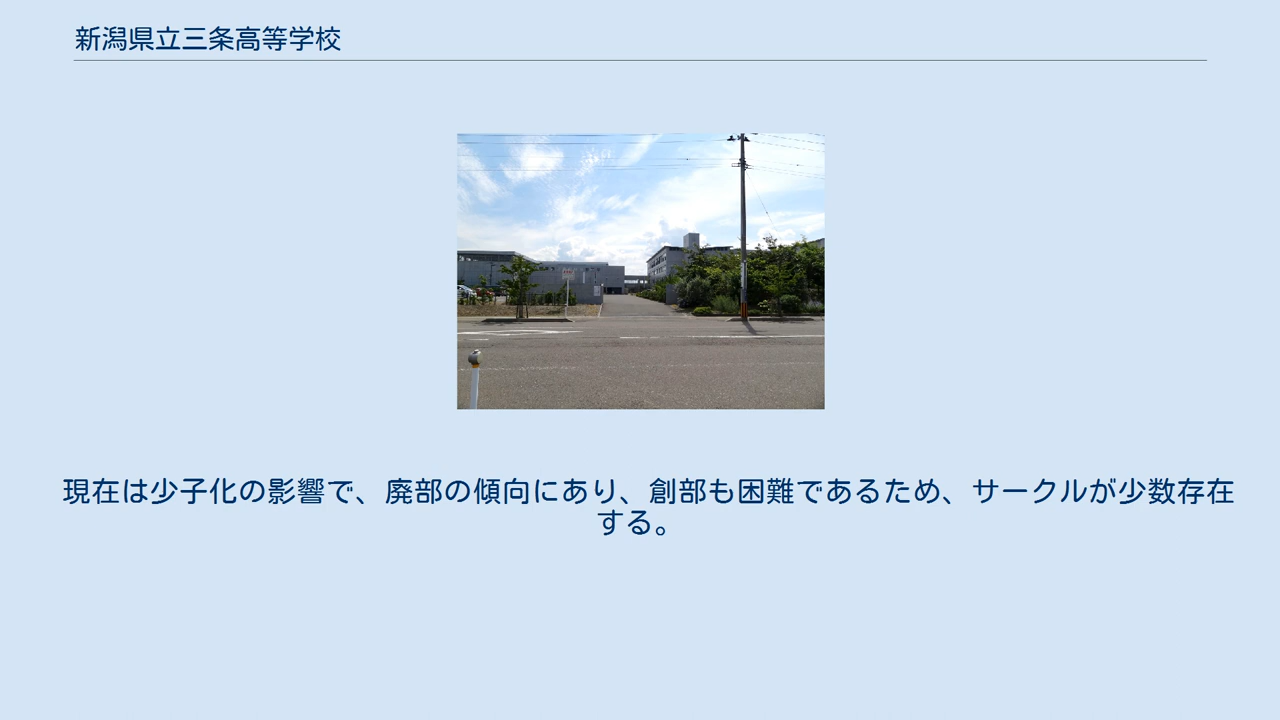 新潟県立三条高等学校
現在は少子化の影響で、廃部の傾向にあり、創部も困難であるため、サークルが少数存在
する。